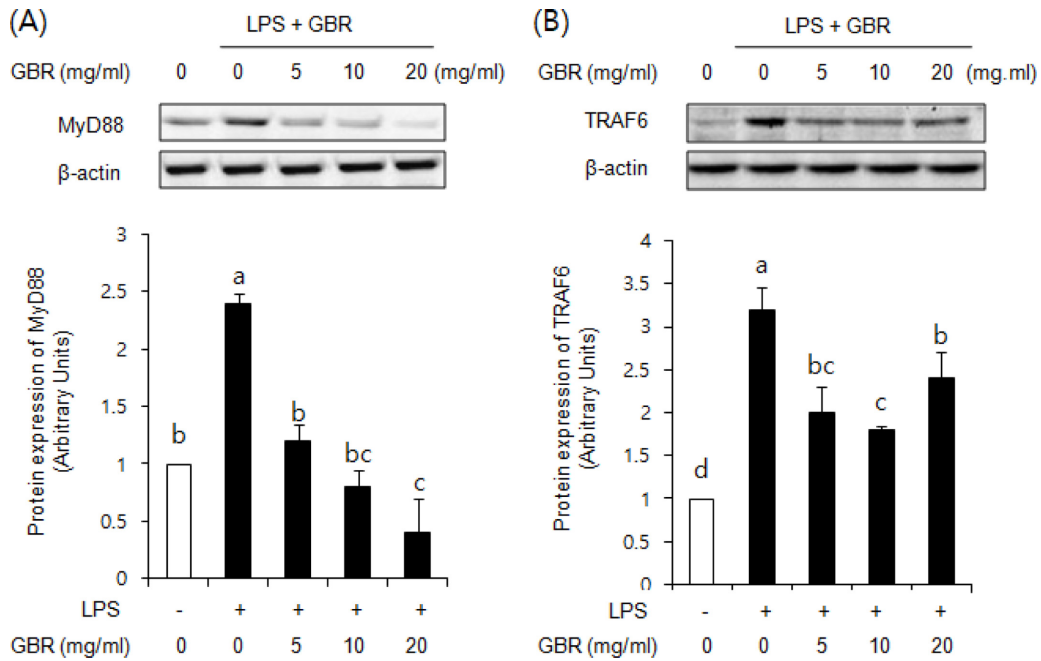 (A)
LPS + GBR
GBR (mg/ml) 0 0 5 10 20 (mg/ml)
MyD88
β-actin
Protein expression of MyD88
(Arbitrary Units)
3
2.5
2
1.5
1
0.5
0
b
a
b
bc
c
LPS - + + + +
GBR (mg/ml) 0 0 5 10 20
(B)
LPS + GBR
GBR (mg/ml) 0 0 5 10 20 (mg.ml)
TRAF6
β-actin
Protein expression of TRAF6
(Arbitrary Units)
4
3.5
3
2.5
2
1.5
1
0.5
0
d
a
bc
c
b
LPS - + + + +
GBR (mg/ml) 0 0 5 10 20